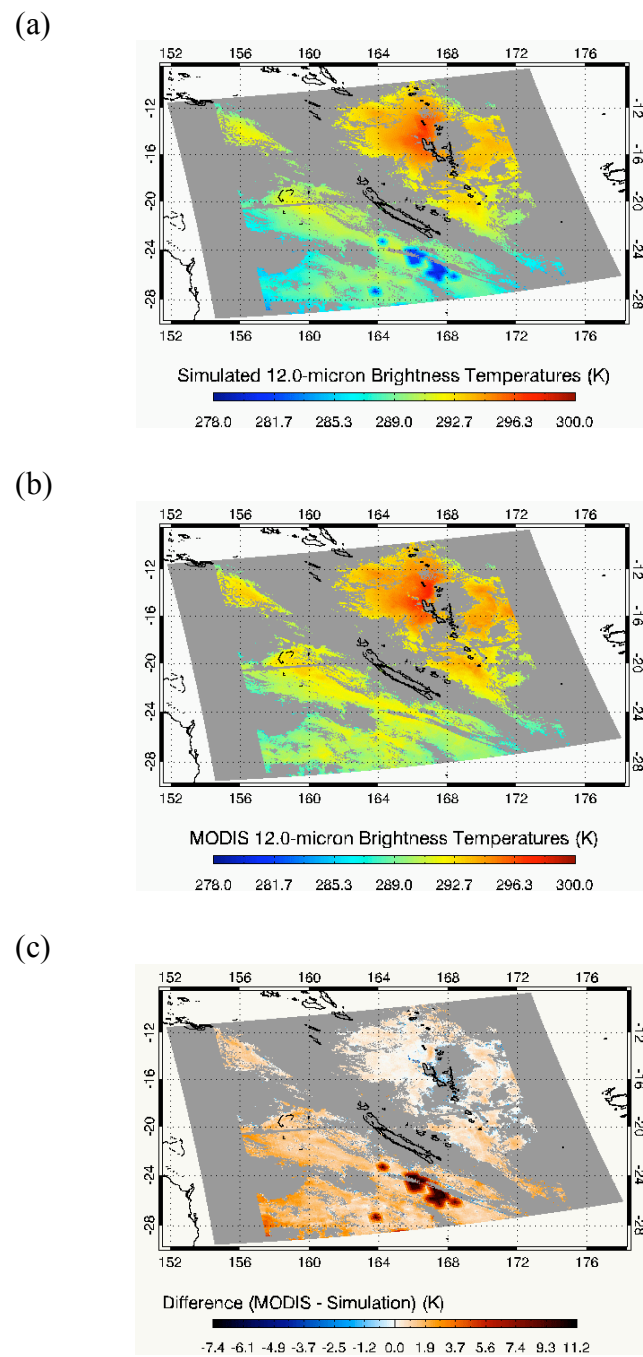 (a)
152 156 160 164 168 172 176
-12 -12
-16 -16
-20 -20
-24 -24
-28 -28
152 156 160 164 168 172 176
Simulated 12.0-micron Brightness Temperatures (K)
278.0 281.7 285.3 289.0 292.7 296.3 300.0
(b)
152 156 160 164 168 172 176
-12 -12
-16 -16
-20 -20
-24 -24
-28 -28
152 156 160 164 168 172 176
MODIS 12.0-micron Brightness Temperatures (K)
278.0 281.7 285.3 289.0 292.7 296.3 300.0
(c)
152 156 160 164 168 172 176
-12 -12
-16 -16
-20 -20
-24 -24
-28 -28
152 156 160 164 168 172 176
Difference (MODIS - Simulation) (K)
-7.4 -6.1 -4.9 -3.7 -2.5 -1.2 0.0 1.9 3.7 5.6 7.4 9.3 11.2